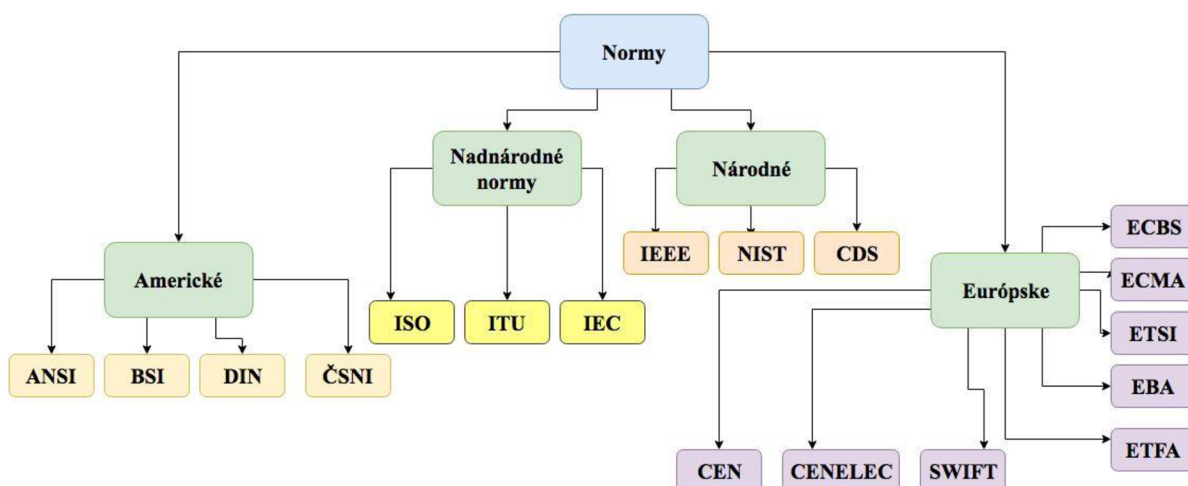 Normy
Nadnárodné
normy
Národné
Americké
Európske
ECBS
ECMA
ETSI
EBA
ETFA
IEEE
NIST
CDS
ISO
ITU
IEC
ANSI
BSI
DIN
ČSNI
CEN
CENELEC
SWIFT